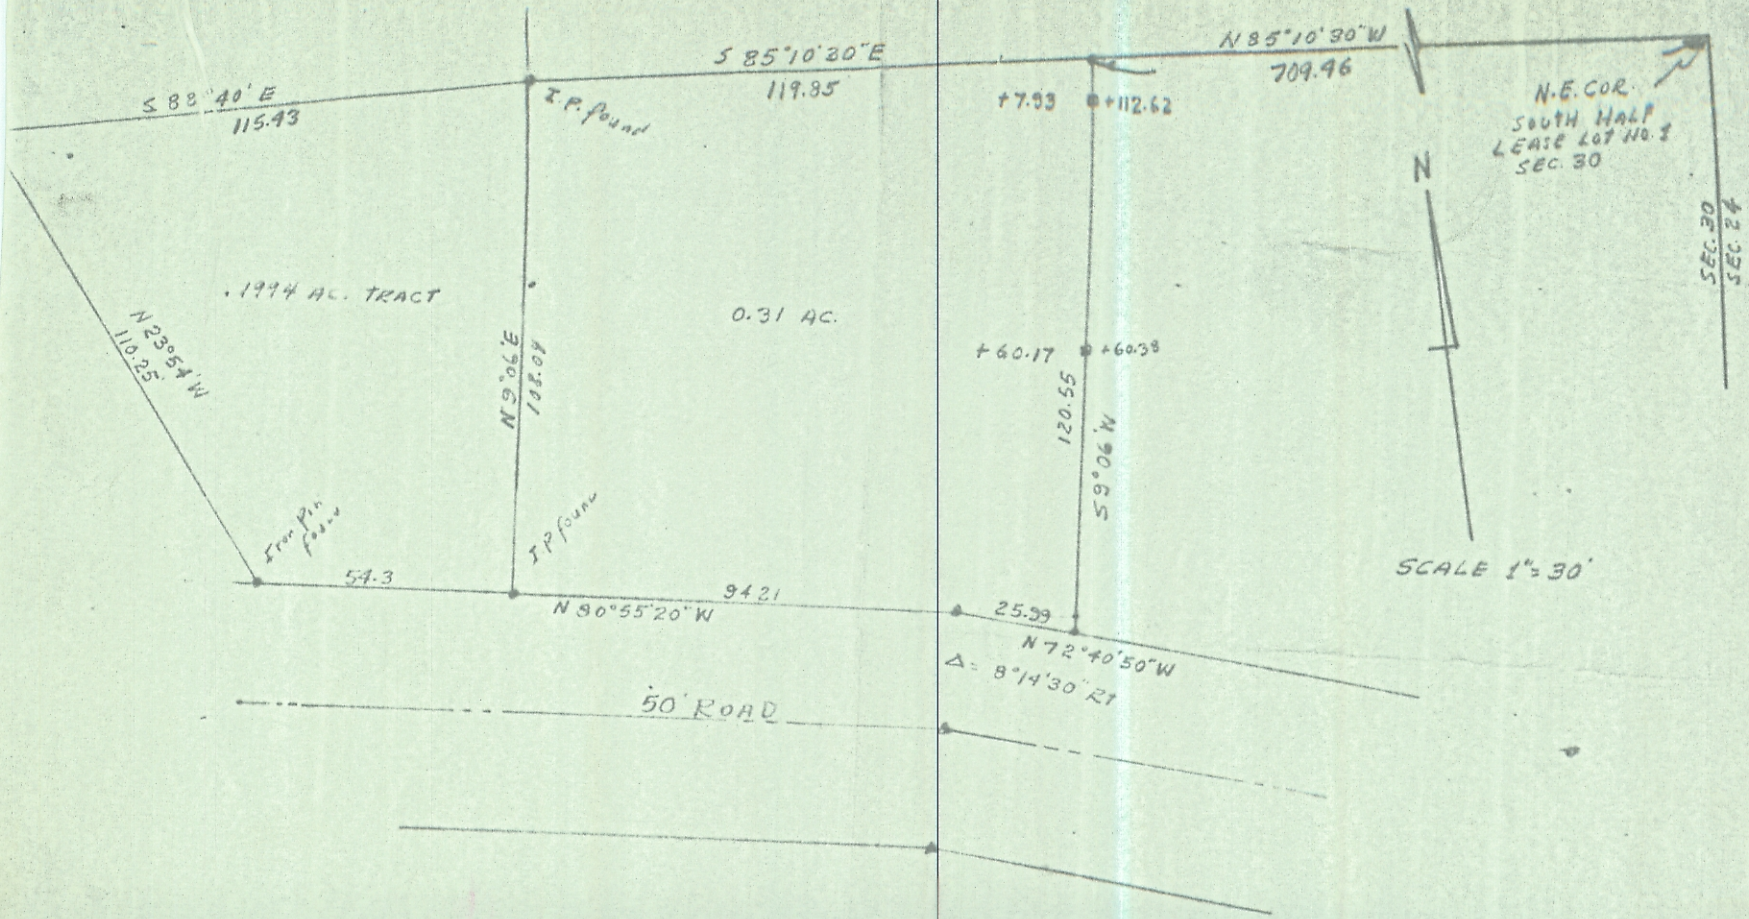 S 88°40' E
115.43
S 85°10'30" E
119.85
N 85°10'30" W
709.96
I.P. found
+7.93 +112.62
N.E. COR.
SOUTH HALF
LEASE LOT NO. 1
SEC. 30
N
SEC. 30
SEC. 24
.1994 AC. TRACT
0.31 AC.
N 23°54' W
110.25'
N 9°06' E
108.04
+60.17 +60.38
120.55
S 9°06' W
Iron Pin
found
I.P. found
SCALE 1"= 30'
54.3
94.21
N 80°55'20" W
25.99
N 72°40'50" W
Δ= 8°14'30" RT
50' ROAD